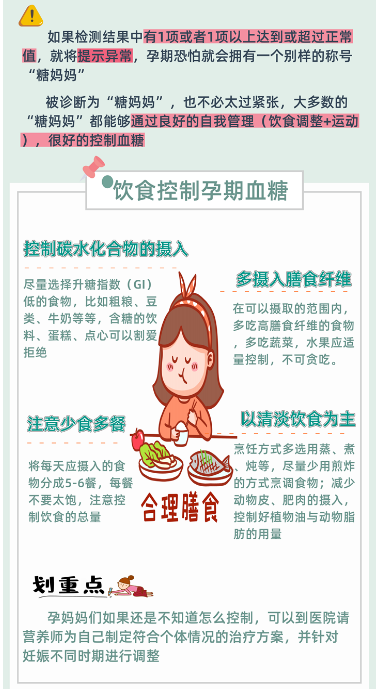 如果检测结果中有1项或者1项以上达到或超过正常
值，就将提示异常，孕期恐怕就会拥有一个别样的称号
“糖妈妈”
被诊断为“糖妈妈”，也不必太过紧张，大多数的
“糖妈妈”都能够通过良好的自我管理（饮食调整+运动
），很好的控制血糖
饮食控制孕期血糖
控制碳水化合物的摄入
尽量选择升糖指数（GI）
低的食物，比如粗粮、豆
类、牛奶等等，含糖的饮
料、蛋糕、点心可以割爱
拒绝
多摄入膳食纤维
在可以摄取的范围内，
多吃高膳食纤维的食物
，多吃蔬菜，水果应适
量控制，不可贪吃。
注意少食多餐
将每天应摄入的食
物分成5-6餐，每餐
不要太饱，注意控
制饮食的总量
以清淡饮食为主
烹饪方式多选用蒸、煮
、炖等，尽量少用煎炸
的方式烹调食物；减少
动物皮、肥肉的摄入，
控制好植物油与动物脂
肪的用量
合理膳食
划重点
孕妈妈们如果还是不知道怎么控制，可以到医院请
营养师为自己制定符合个体情况的治疗方案，并针对
妊娠不同时期进行调整